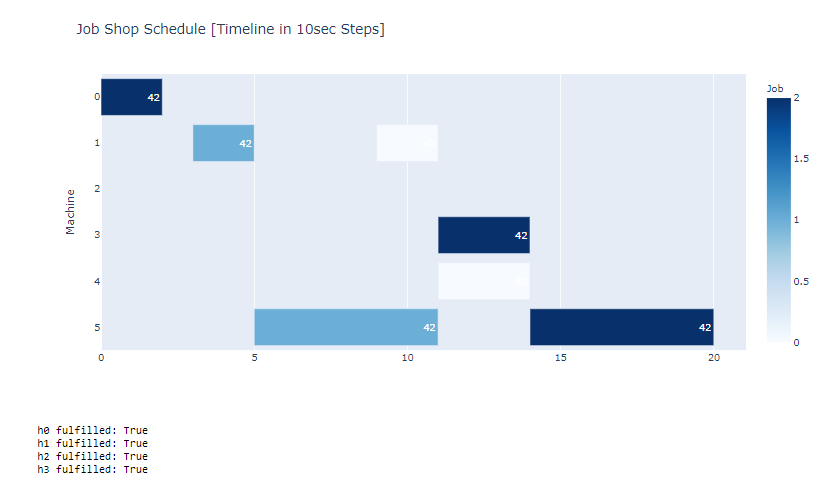 Job Shop Schedule [Timeline in 10sec Steps]
Job
0 42 2
1 42 1.5
2
Machine
3 42 1
4 0.5
5 42 42 0
0 5 10 15 20
h0 fulfilled: True
h1 fulfilled: True
h2 fulfilled: True
h3 fulfilled: True